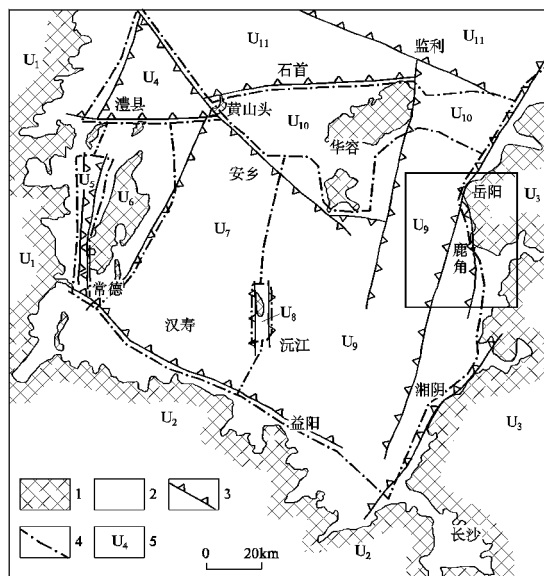 U₁
U₁₁
监利
U₁₁
U₄
石首
澧县
黄山头
U₁₀
U₁₀
华容
安乡
岳阳
U₃
U₅
U₆
U₇
U₉
鹿角
U₁
常德
U₈
汉寿
沅江
U₉
湘阳
U₂
益阳
U₃
1
2
3
4
U₄
5
0
20km
长沙
U₂